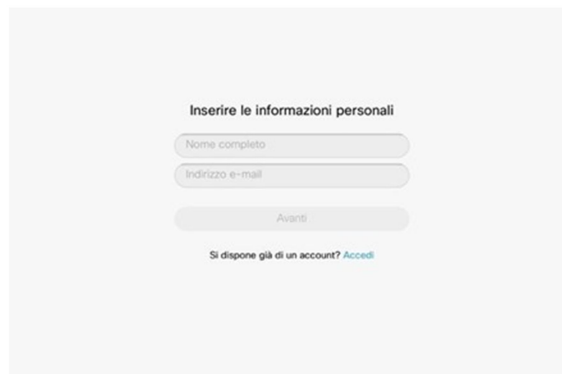 Inserire le informazioni personali
Nome completo
Indirizzo e-mail
Avanti
Si dispone già di un account? Accedi